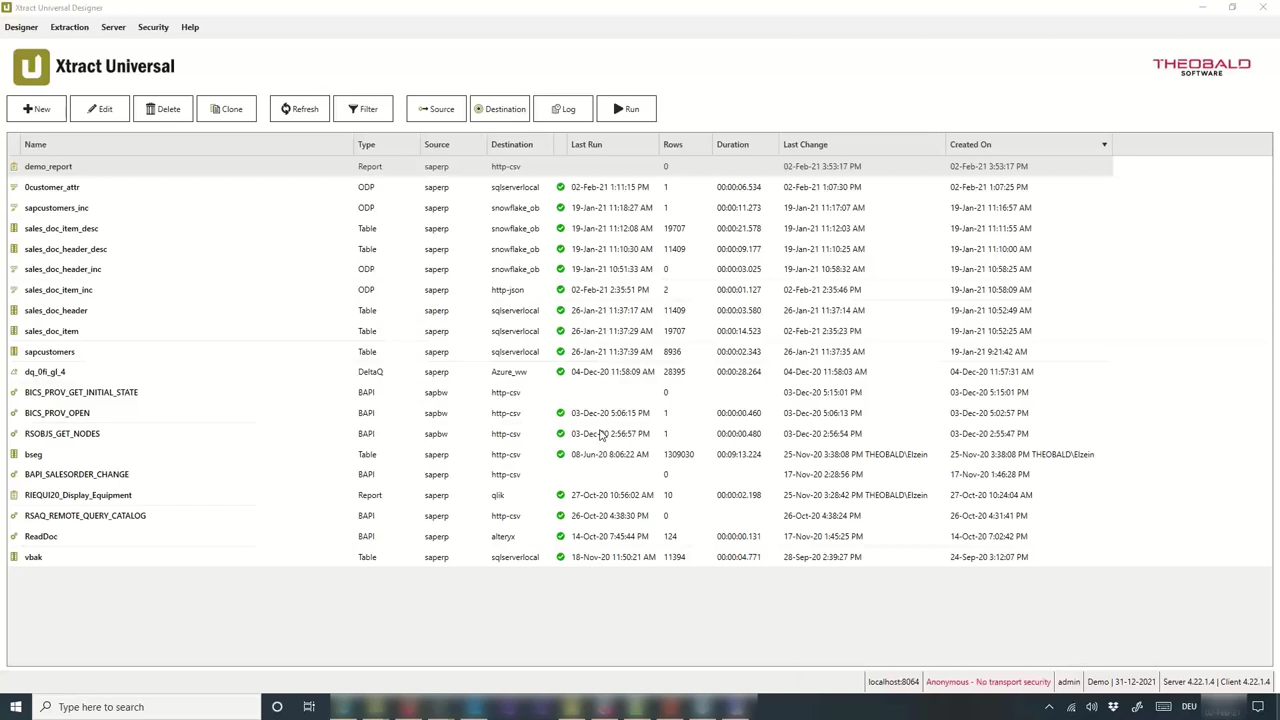 Xtract Universal Designer
Designer Extraction Server Security Help
Xtract Universal
THEOBALD
SOFTWARE
New Edit Delete Clone Refresh Filter Source Destination Log Run
Name Type Source Destination Last Run Rows Duration Last Change Created On
demo_report Report saperp http-csv 0 02-Feb-21 3:53:17 PM 02-Feb-21 3:53:17 PM
0customer_attr ODP saperp sqlserverlocal 02-Feb-21 1:11:15 PM 1 00:00:06.534 02-Feb-21 1:07:30 PM 02-Feb-21 1:07:25 PM
sapcustomers_inc ODP saperp snowflake_ob 19-Jan-21 11:18:27 AM 1 00:00:11.273 19-Jan-21 11:17:07 AM 19-Jan-21 11:16:57 AM
sales_doc_item_desc Table saperp snowflake_ob 19-Jan-21 11:12:08 AM 19707 00:00:21.578 19-Jan-21 11:12:03 AM 19-Jan-21 11:11:55 AM
sales_doc_header_desc Table saperp snowflake_ob 19-Jan-21 11:10:30 AM 11409 00:00:09.177 19-Jan-21 11:10:25 AM 19-Jan-21 11:10:00 AM
sales_doc_header_inc ODP saperp snowflake_ob 19-Jan-21 10:51:33 AM 0 00:00:03.025 19-Jan-21 10:58:32 AM 19-Jan-21 10:58:25 AM
sales_doc_item_inc ODP saperp http-json 02-Feb-21 2:35:51 PM 2 00:00:01.127 02-Feb-21 2:35:46 PM 19-Jan-21 10:58:09 AM
sales_doc_header Table saperp sqlserverlocal 26-Jan-21 11:37:17 AM 11409 00:00:03.580 26-Jan-21 11:37:14 AM 19-Jan-21 10:52:49 AM
sales_doc_item Table saperp sqlserverlocal 26-Jan-21 11:37:29 AM 19707 00:00:14.523 02-Feb-21 2:35:23 PM 19-Jan-21 10:52:25 AM
sapcustomers Table saperp sqlserverlocal 26-Jan-21 11:37:39 AM 8936 00:00:02.343 26-Jan-21 11:37:35 AM 19-Jan-21 9:21:42 AM
dq_0fi_gl_4 DeltaQ saperp Azure_ww 04-Dec-20 11:58:09 AM 28395 00:00:28.264 04-Dec-20 11:58:03 AM 04-Dec-20 11:57:31 AM
BICS_PROV_GET_INITIAL_STATE BAPI sapbw http-csv 0 03-Dec-20 5:15:01 PM 03-Dec-20 5:15:01 PM
BICS_PROV_OPEN BAPI sapbw http-csv 03-Dec-20 5:06:15 PM 1 00:00:00.460 03-Dec-20 5:06:13 PM 03-Dec-20 5:02:57 PM
RSOBJS_GET_NODES BAPI sapbw http-csv 03-Dec-20 2:56:57 PM 1 00:00:00.480 03-Dec-20 2:56:54 PM 03-Dec-20 2:55:47 PM
bseg Table saperp http-csv 08-Jun-20 8:06:22 AM 1309030 00:09:13.224 25-Nov-20 3:38:08 PM THEOBALD\Elzein 25-Nov-20 3:38:08 PM THEOBALD\Elzein
BAPI_SALESORDER_CHANGE BAPI saperp http-csv 0 17-Nov-20 2:28:56 PM 17-Nov-20 1:46:28 PM
RIEQUI20_Display_Equipment Report saperp qlik 27-Oct-20 10:56:02 AM 10 00:00:02.198 25-Nov-20 3:28:42 PM THEOBALD\Elzein 27-Oct-20 10:24:04 AM
RSAQ_REMOTE_QUERY_CATALOG BAPI saperp http-csv 26-Oct-20 4:38:30 PM 0 26-Oct-20 4:38:24 PM 26-Oct-20 4:31:41 PM
ReadDoc BAPI saperp alteryx 14-Oct-20 7:45:44 PM 124 00:00:00.131 17-Nov-20 1:45:25 PM 14-Oct-20 7:02:42 PM
vbak Table saperp sqlserverlocal 18-Nov-20 11:50:21 AM 11394 00:00:04.771 28-Sep-20 2:39:27 PM 24-Sep-20 3:12:07 PM
localhost:8064 Anonymous - No transport security admin Demo | 31-12-2021 Server 4.22.1.4 | Client 4.22.1.4
Type here to search DEU